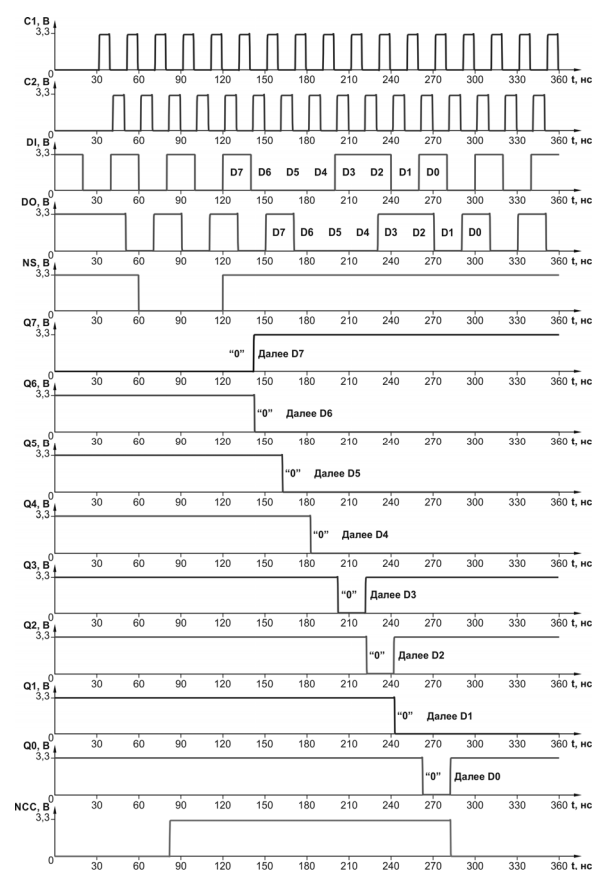 C1, В
3,3
0
30 60 90 120 150 180 210 240 270 300 330 360 t, нс
C2, В
3,3
0
30 60 90 120 150 180 210 240 270 300 330 360 t, нс
DI, В
3,3
D7 D6 D5 D4 D3 D2 D1 D0
0
30 60 90 120 150 180 210 240 270 300 330 360 t, нс
DO, В
3,3
D7 D6 D5 D4 D3 D2 D1 D0
0
30 60 90 120 150 180 210 240 270 300 330 360 t, нс
NS, В
3,3
0
30 60 90 120 150 180 210 240 270 300 330 360 t, нс
Q7, В
3,3
“0” Далее D7
0
30 60 90 120 150 180 210 240 270 300 330 360 t, нс
Q6, В
3,3
“0” Далее D6
0
30 60 90 120 150 180 210 240 270 300 330 360 t, нс
Q5, В
3,3
“0” Далее D5
0
30 60 90 120 150 180 210 240 270 300 330 360 t, нс
Q4, В
3,3
“0” Далее D4
0
30 60 90 120 150 180 210 240 270 300 330 360 t, нс
Q3, В
3,3
“0” Далее D3
0
30 60 90 120 150 180 210 240 270 300 330 360 t, нс
Q2, В
3,3
“0” Далее D2
0
30 60 90 120 150 180 210 240 270 300 330 360 t, нс
Q1, В
3,3
“0” Далее D1
0
30 60 90 120 150 180 210 240 270 300 330 360 t, нс
Q0, В
3,3
“0” Далее D0
0
30 60 90 120 150 180 210 240 270 300 330 360 t, нс
NCC, В
3,3
0
30 60 90 120 150 180 210 240 270 300 330 360 t, нс